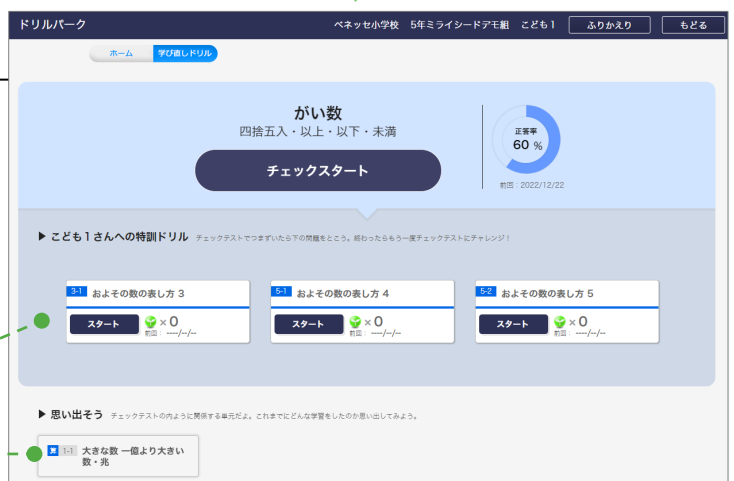 ドリルパーク
ベネッセ小学校 5年ミライシードデモ組 こども1 ふりかえり もどる
ホーム 学び直しドリル
がい数
四捨五入・以上・以下・未満
チェックスタート
正答率
60 %
前回：2022/12/22
▶ こども1さんへの特訓ドリル チェックテストでつまずいたら下の問題をとこう。終わったらもう一度チェックテストにチャレンジ！
3-1 およその数の表し方 3
スタート × 0
前回： ----/--/--
5-1 およその数の表し方 4
スタート × 0
前回： ----/--/--
5-2 およその数の表し方 5
スタート × 0
前回： ----/--/--
▶ 思い出そう チェックテストの内ように関係する単元だよ。これまでにどんな学習をしたのか思い出してみよう。
算 1-1 大きな数 一億より大きい
数・兆